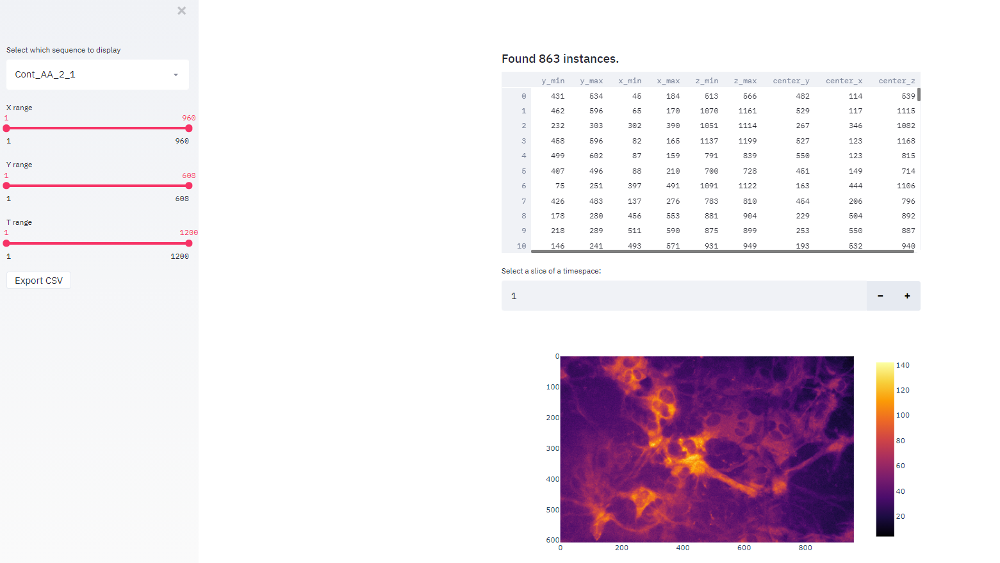 ×
Select which sequence to display
Cont_AA_2_1
X range
1 960
1 960
Y range
1 608
1 608
T range
1 1200
1 1200
Export CSV
Found 863 instances.
y_min y_max x_min x_max z_min z_max center_y center_x center_z
0 431 534 45 184 513 566 482 114 539
1 462 596 65 170 1070 1161 529 117 1115
2 232 303 302 390 1051 1114 267 346 1082
3 458 596 82 165 1137 1199 527 123 1168
4 499 602 87 159 791 839 550 123 815
5 407 496 88 210 700 728 451 149 714
6 75 251 397 491 1091 1122 163 444 1106
7 426 483 137 276 783 810 454 206 796
8 178 280 456 553 881 904 229 504 892
9 218 289 511 590 875 899 253 550 887
10 146 241 493 571 931 949 193 532 940
Select a slice of a timespace:
1 − +
0
100
200
300
400
500
600
0 200 400 600 800
140
120
100
80
60
40
20